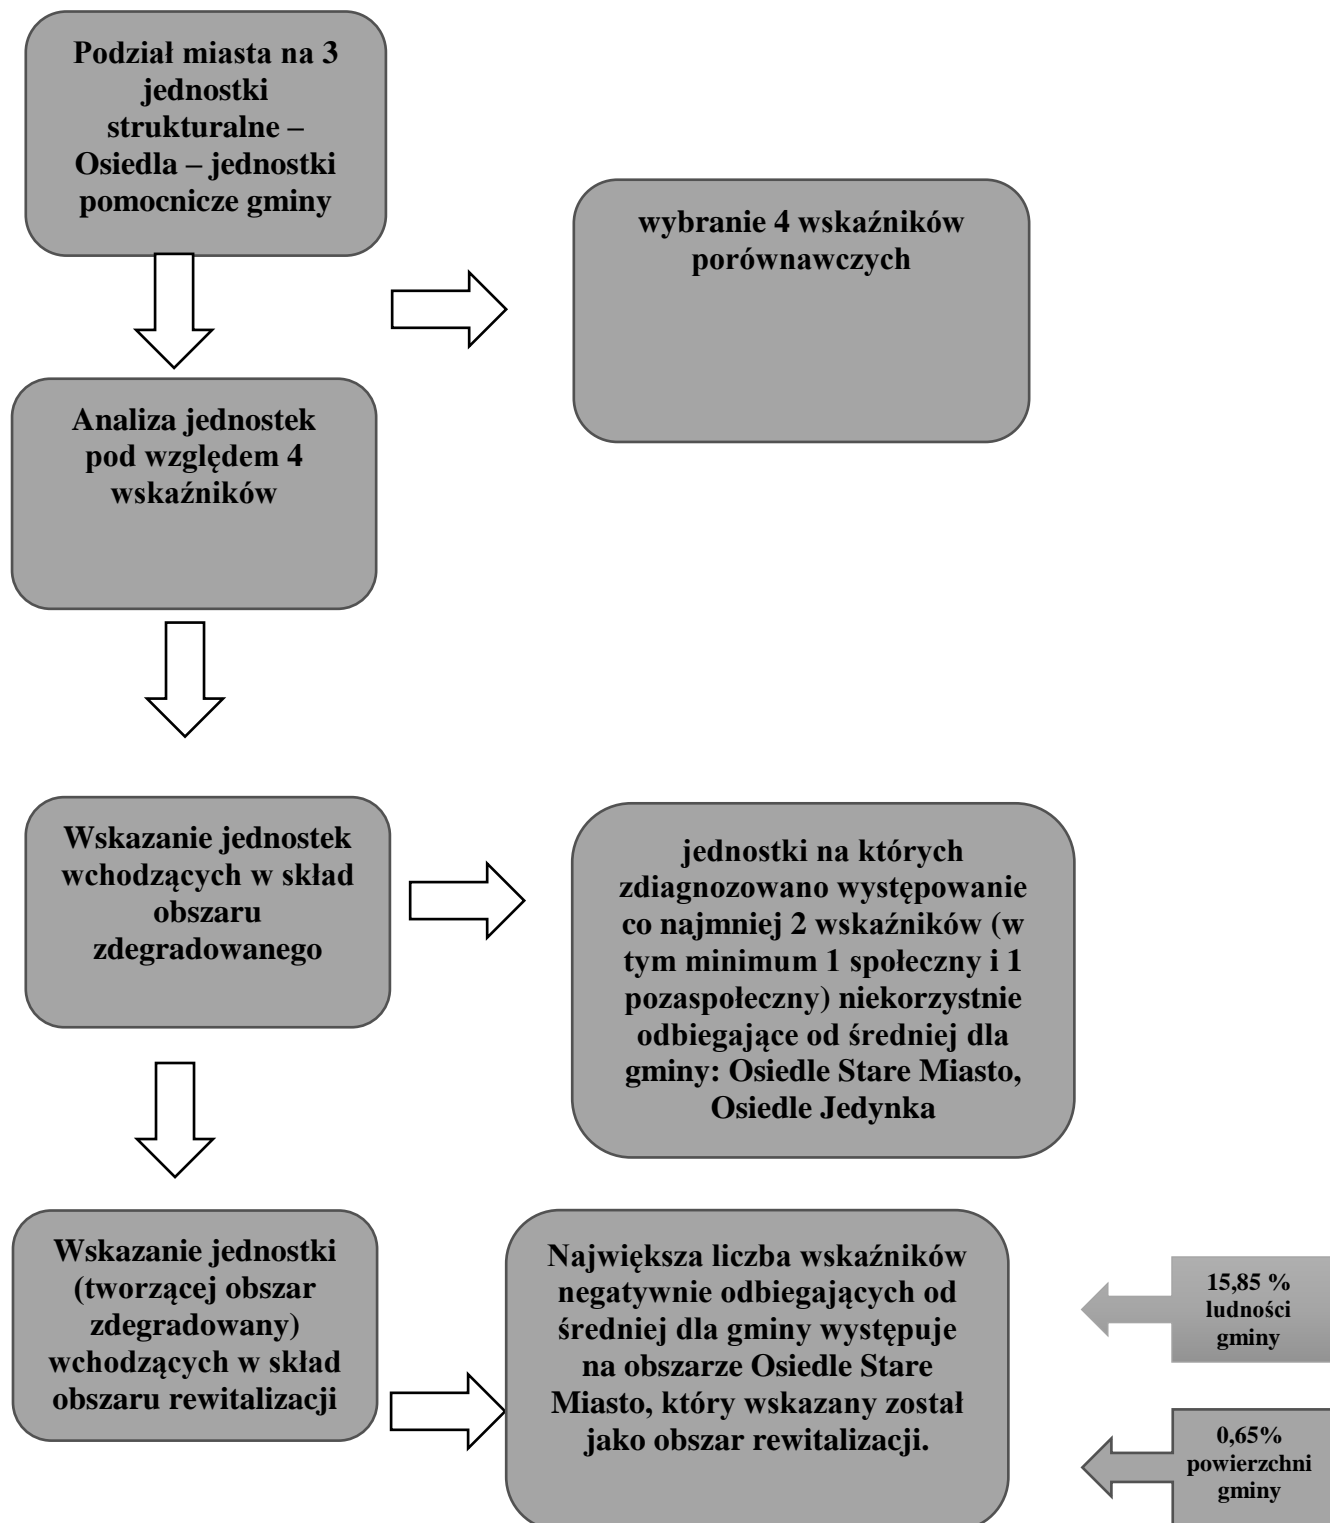 Podział miasta na 3
jednostki
strukturalne –
Osiedla – jednostki
pomocnicze gminy
wybranie 4 wskaźników
porównawczych
Analiza jednostek
pod względem 4
wskaźników
Wskazanie jednostek
wchodzących w skład
obszaru
zdegradowanego
jednostki na których
zdiagnozowano występowanie
co najmniej 2 wskaźników (w
tym minimum 1 społeczny i 1
pozaspołeczny) niekorzystnie
odbiegające od średniej dla
gminy: Osiedle Stare Miasto,
Osiedle Jedynka
Wskazanie jednostki
(tworzącej obszar
zdegradowany)
wchodzących w skład
obszaru rewitalizacji
Największa liczba wskaźników
negatywnie odbiegających od
średniej dla gminy występuje
na obszarze Osiedle Stare
Miasto, który wskazany został
jako obszar rewitalizacji.
15,85 %
ludności
gminy
0,65%
powierzchni
gminy